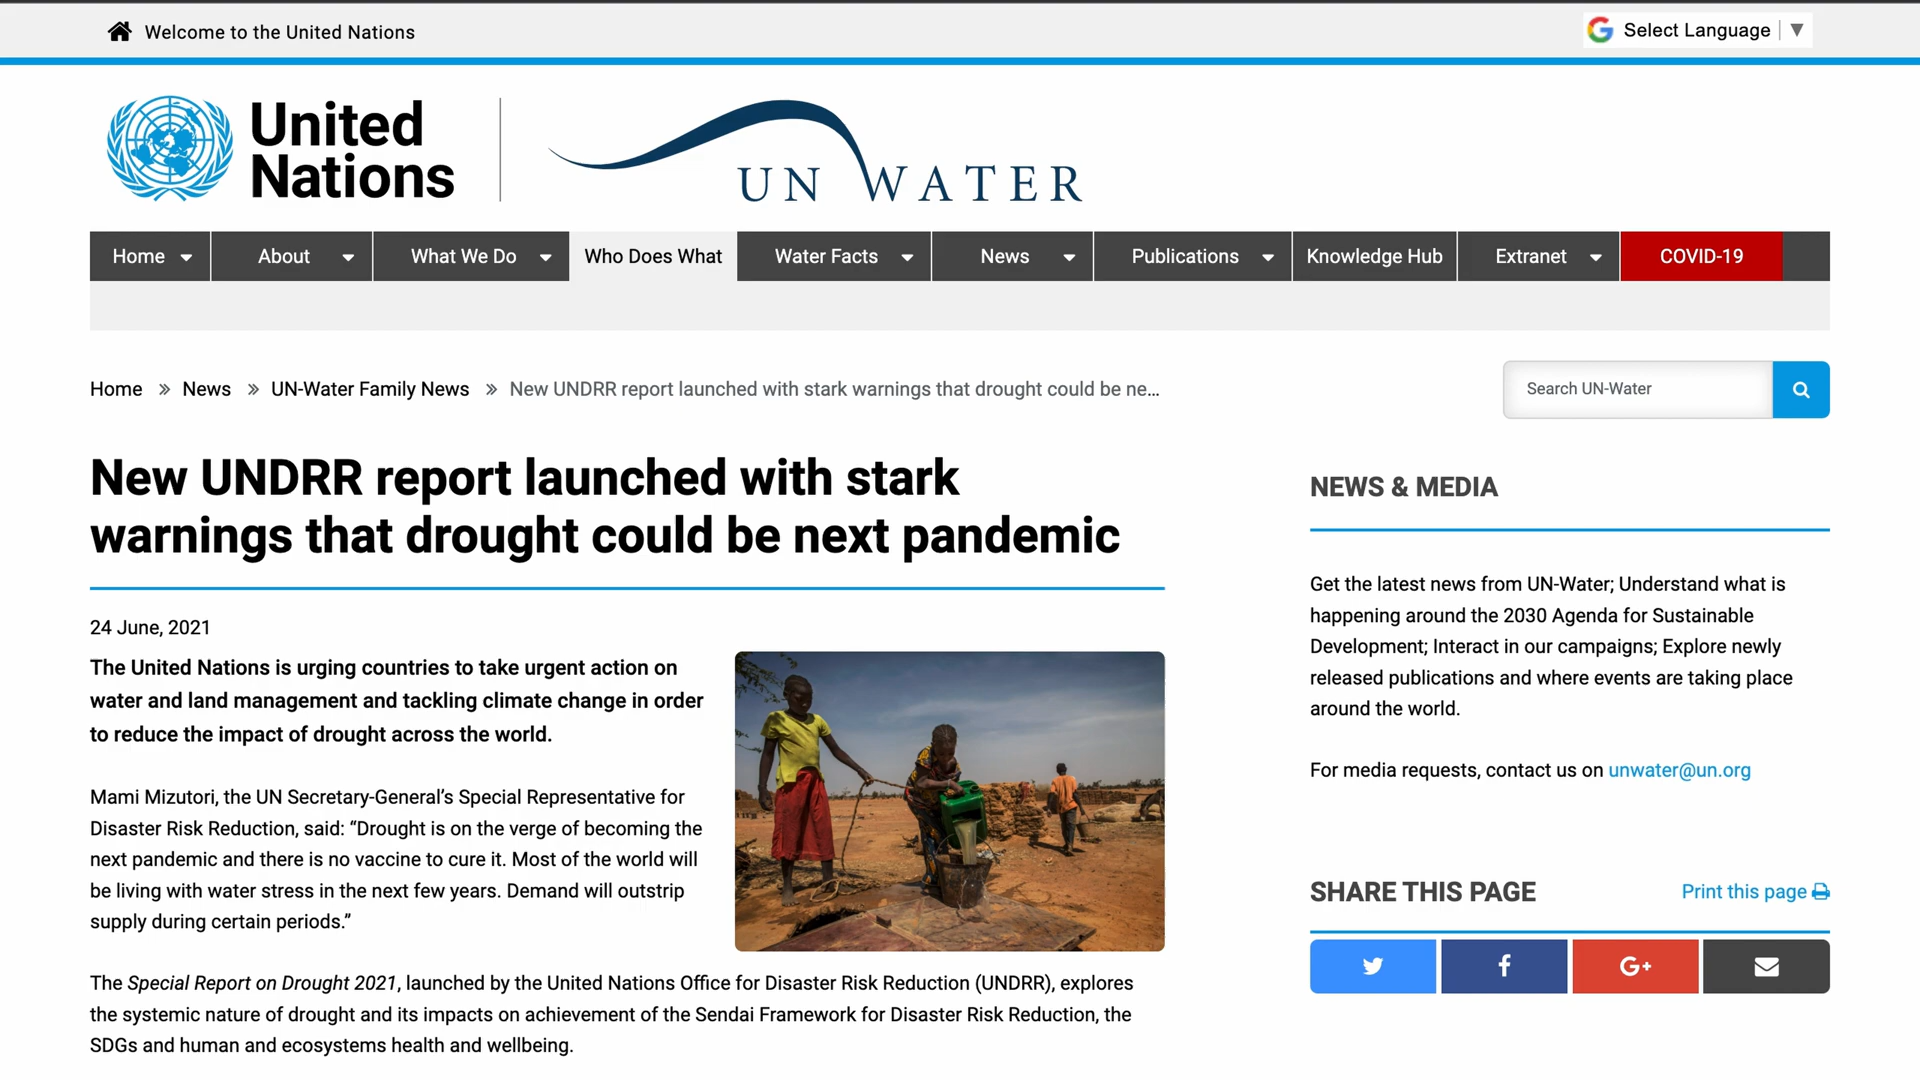 Welcome to the United Nations
Select Language
United
Nations
UN WATER
Home
About
What We Do
Who Does What
Water Facts
News
Publications
Knowledge Hub
Extranet
COVID-19
Home » News » UN-Water Family News » New UNDRR report launched with stark warnings that drought could be ne...
Search UN-Water
New UNDRR report launched with stark
warnings that drought could be next pandemic
24 June, 2021
The United Nations is urging countries to take urgent action on
water and land management and tackling climate change in order
to reduce the impact of drought across the world.
Mami Mizutori, the UN Secretary-General’s Special Representative for
Disaster Risk Reduction, said: “Drought is on the verge of becoming the
next pandemic and there is no vaccine to cure it. Most of the world will
be living with water stress in the next few years. Demand will outstrip
supply during certain periods.”
The Special Report on Drought 2021, launched by the United Nations Office for Disaster Risk Reduction (UNDRR), explores
the systemic nature of drought and its impacts on achievement of the Sendai Framework for Disaster Risk Reduction, the
SDGs and human and ecosystems health and wellbeing.
NEWS & MEDIA
Get the latest news from UN-Water; Understand what is
happening around the 2030 Agenda for Sustainable
Development; Interact in our campaigns; Explore newly
released publications and where events are taking place
around the world.
For media requests, contact us on unwater@un.org
SHARE THIS PAGE
Print this page
f
G+